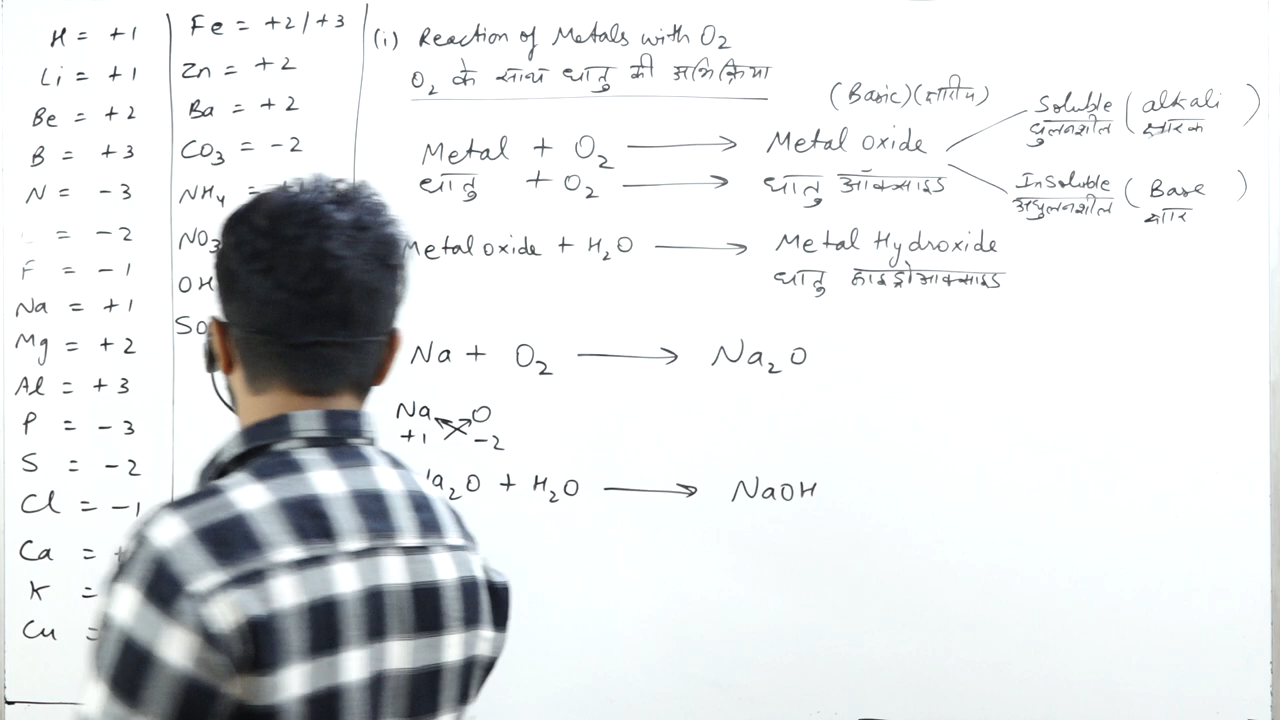 H = +1
Li = +1
Be = +2
B = +3
N = -3
= -2
F = -1
Na = +1
Mg = +2
Al = +3
P = -3
S = -2
Cl = -1
Ca = +
K =
Cu =
Fe = +2/+3
Zn = +2
Ba = +2
CO₃ = -2
NH₄ =
NO₃
OH
So
(i) Reaction of Metals with O₂
O₂ के साथ धातु की अभिक्रिया
(Basic) (क्षारीय)
Metal + O₂ ⟶ Metal oxide
धातु + O₂ ⟶ धातु ऑक्साइड
Soluble (alkali
घुलनशील क्षारक )
InSoluble (Base
अघुलनशील क्षार )
Metal oxide + H₂O ⟶ Metal Hydroxide
धातु हाइड्रोआक्साइड
Na + O₂ ⟶ Na₂O
Na O
+1 -2
a₂O + H₂O ⟶ NaOH